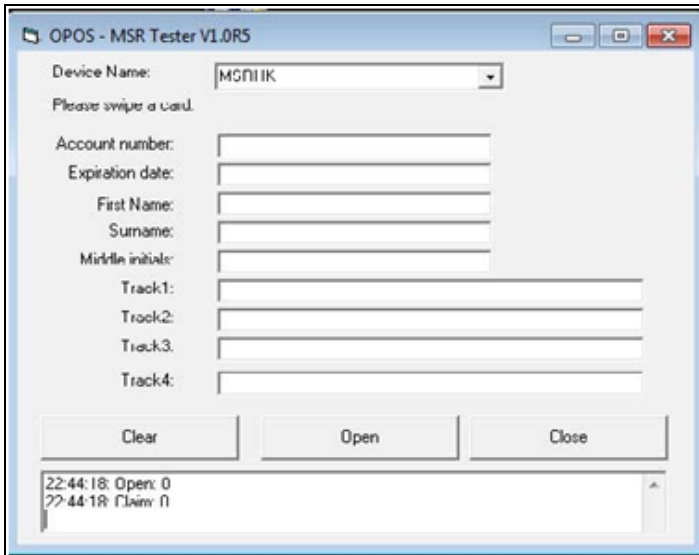 OPOS - MSR Tester V1.0R5
Device Name:
Please swipe a card.
Account number:
Expiration date:
First Name:
Surname:
Middle initials:
Track1:
Track2:
Track3.
Track4:
Clear Open Close
22:44:18: Open: 0
22:44:18: Claim: 0